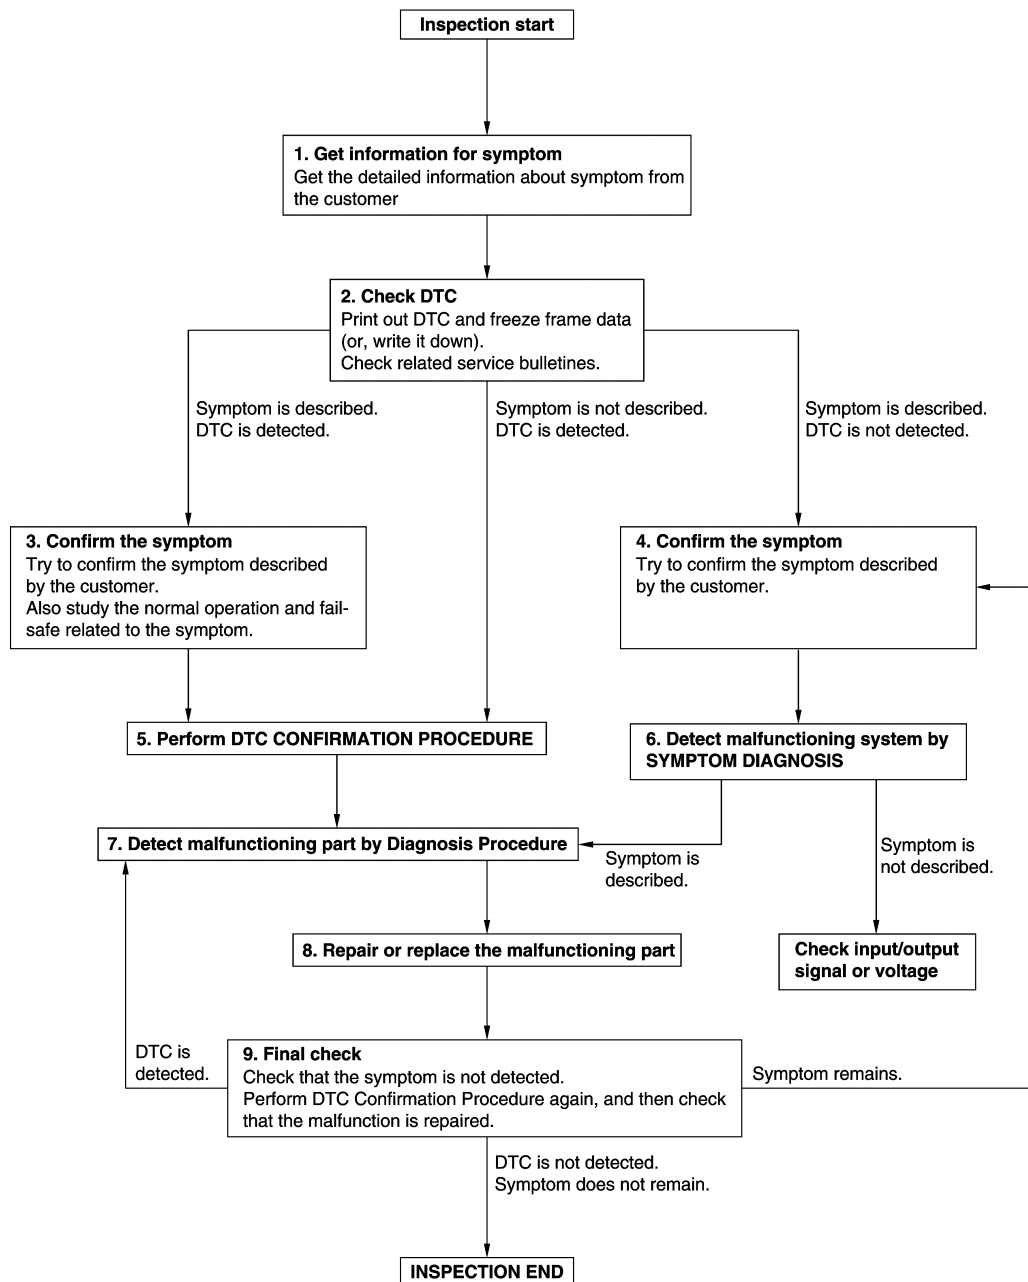 Inspection start
1. Get information for symptom
Get the detailed information about symptom from
the customer
2. Check DTC
Print out DTC and freeze frame data
(or, write it down).
Check related service bulletines.
Symptom is described.
DTC is detected.
Symptom is not described.
DTC is detected.
Symptom is described.
DTC is not detected.
3. Confirm the symptom
Try to confirm the symptom described
by the customer.
Also study the normal operation and fail-
safe related to the symptom.
4. Confirm the symptom
Try to confirm the symptom described
by the customer.
5. Perform DTC CONFIRMATION PROCEDURE
6. Detect malfunctioning system by
SYMPTOM DIAGNOSIS
7. Detect malfunctioning part by Diagnosis Procedure
Symptom is
described.
Symptom is
not described.
8. Repair or replace the malfunctioning part
Check input/output
signal or voltage
DTC is
detected.
9. Final check
Check that the symptom is not detected.
Perform DTC Confirmation Procedure again, and then check
that the malfunction is repaired.
Symptom remains.
DTC is not detected.
Symptom does not remain.
INSPECTION END